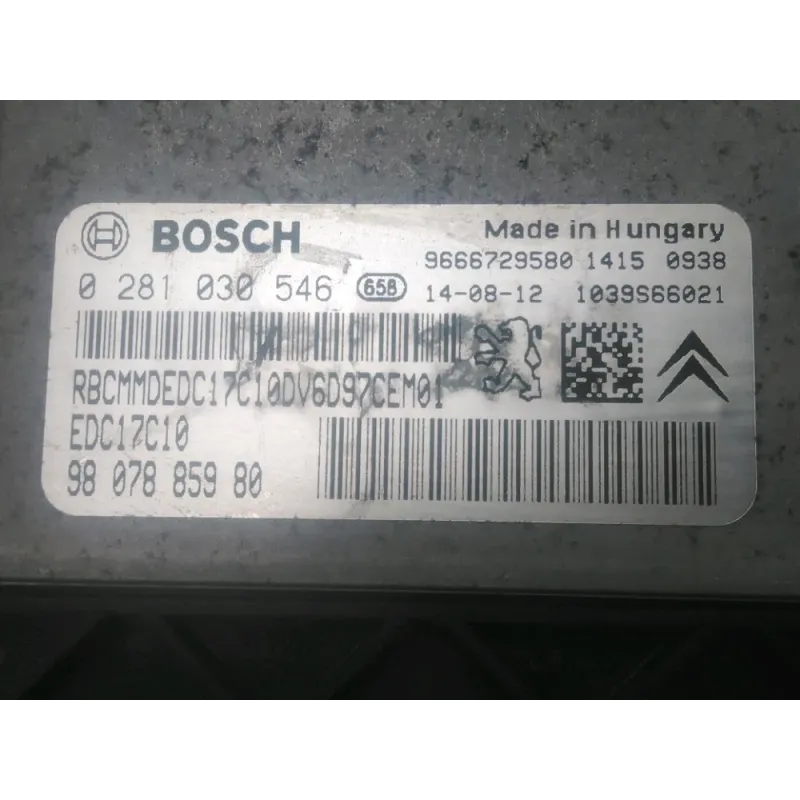 BOSCH
Made in Hungary
9666729580 1415 0938
0 281 030 546 658 14-08-12 1039S66021
RBCMMDEDC17C10DV6D97CEM01
EDC17C10
98 078 859 80